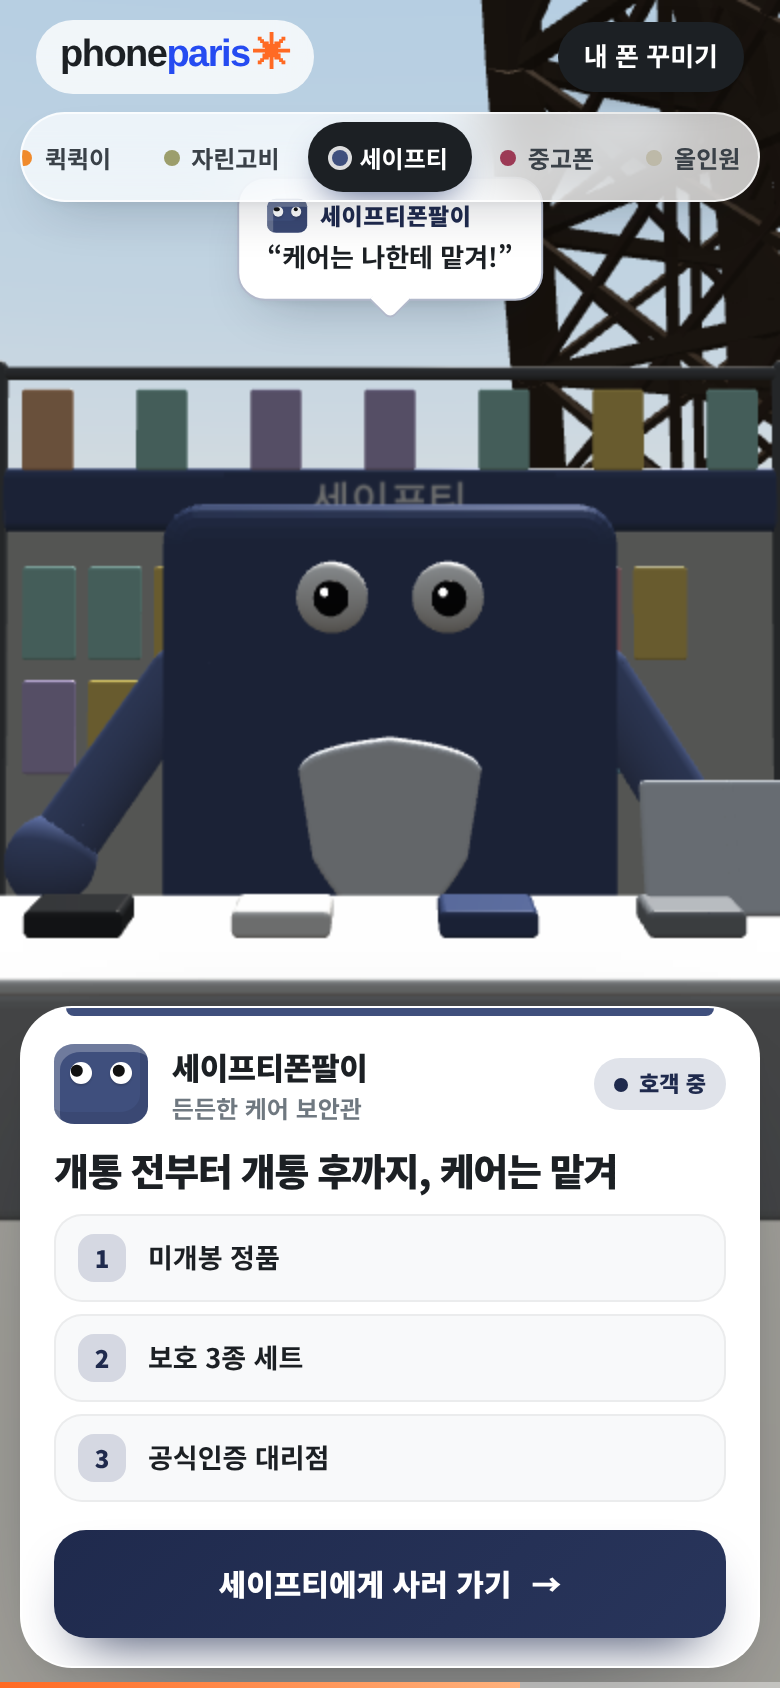 phoneparis
내 폰 꾸미기
퀵퀵이
자린고비
세이프티
중고폰
올인원
세이프티폰팔이
“케어는 나한테 맡겨!”
세이프티
세이프티폰팔이
든든한 케어 보안관
호객 중
개통 전부터 개통 후까지, 케어는 맡겨
1 미개봉 정품
2 보호 3종 세트
3 공식인증 대리점
세이프티에게 사러 가기 →